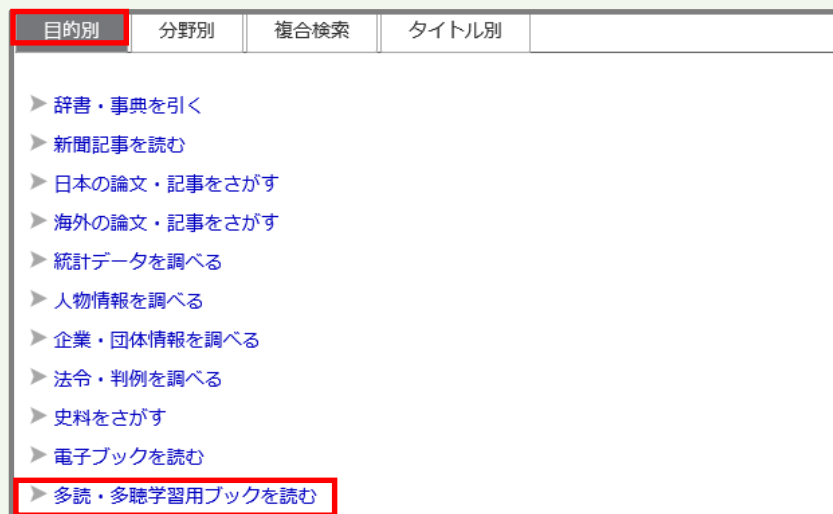 目的別 分野別 複合検索 タイトル別
➤ 辞書・事典を引く
➤ 新聞記事を読む
➤ 日本の論文・記事をさがす
➤ 海外の論文・記事をさがす
➤ 統計データを調べる
➤ 人物情報を調べる
➤ 企業・団体情報を調べる
➤ 法令・判例を調べる
➤ 史料をさがす
➤ 電子ブックを読む
➤ 多読・多聴学習用ブックを読む